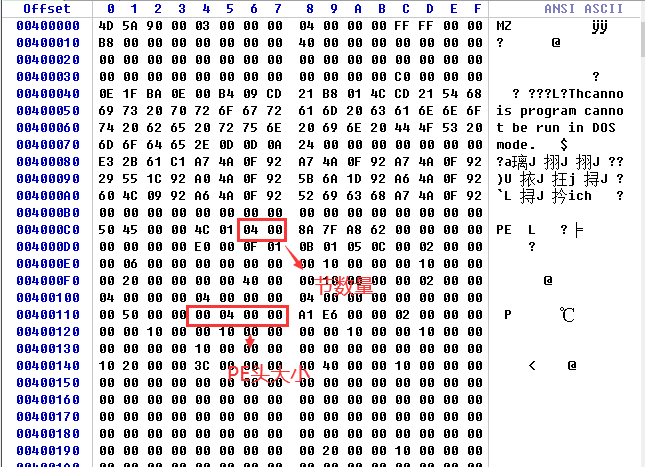 Offset 0 1 2 3 4 5 6 7 8 9 A B C D E F ANSI ASCII
00400000 4D 5A 90 00 03 00 00 00 04 00 00 00 FF FF 00 00 MZ ÿÿ
00400010 B8 00 00 00 00 00 00 00 40 00 00 00 00 00 00 00 ? @
00400020 00 00 00 00 00 00 00 00 00 00 00 00 00 00 00 00
00400030 00 00 00 00 00 00 00 00 00 00 00 00 C0 00 00 00 ?
00400040 0E 1F BA 0E 00 B4 09 CD 21 B8 01 4C CD 21 54 68 ? ???L?Thcanno
00400050 69 73 20 70 72 6F 67 72 61 6D 20 63 61 6E 6E 6F is program canno
00400060 74 20 62 65 20 72 75 6E 20 69 6E 20 44 4F 53 20 t be run in DOS
00400070 6D 6F 64 65 2E 0D 0D 0A 24 00 00 00 00 00 00 00 mode. $
00400080 E3 2B 61 C1 A7 4A 0F 92 A7 4A 0F 92 A7 4A 0F 92 ?a璃J 搠J 搠J ??
00400090 29 55 1C 92 A0 4A 0F 92 5B 6A 1D 92 A6 4A 0F 92 )U 挔J 抂j 挦J ?
004000A0 60 4C 09 92 A6 4A 0F 92 52 69 63 68 A7 4A 0F 92 `L 挦J 抍ich ?
004000B0 00 00 00 00 00 00 00 00 00 00 00 00 00 00 00 00
004000C0 50 45 00 00 4C 01 04 00 8A 7F A8 62 00 00 00 00 PE L ? ╞
004000D0 00 00 00 00 E0 00 0F 01 0B 01 05 0C 00 02 00 00 ?
004000E0 00 06 00 00 00 00 00 00 00 10 00 00 00 10 00 00
004000F0 00 20 00 00 00 00 40 00 00 10 00 00 00 02 00 00 @
节数量
00400100 04 00 00 00 00 00 00 00 04 00 00 00 00 00 00 00
00400110 00 50 00 00 00 04 00 00 A1 E6 00 00 02 00 00 00 P ℃
00400120 00 00 10 00 00 10 00 00 00 00 10 00 00 10 00 00
00400130 00 00 00 00 10 00 00 00 00 00 00 00 00 00 00 00
00400140 10 20 00 00 3C 00 00 00 00 40 00 00 00 10 00 00 < @
PE头大小
00400150 00 00 00 00 00 00 00 00 00 00 00 00 00 00 00 00
00400160 00 00 00 00 00 00 00 00 00 00 00 00 00 00 00 00
00400170 00 00 00 00 00 00 00 00 00 00 00 00 00 00 00 00
00400180 00 00 00 00 00 00 00 00 00 00 00 00 00 00 00 00
00400190 00 00 00 00 00 00 00 00 00 20 00 00 00 10 00 00